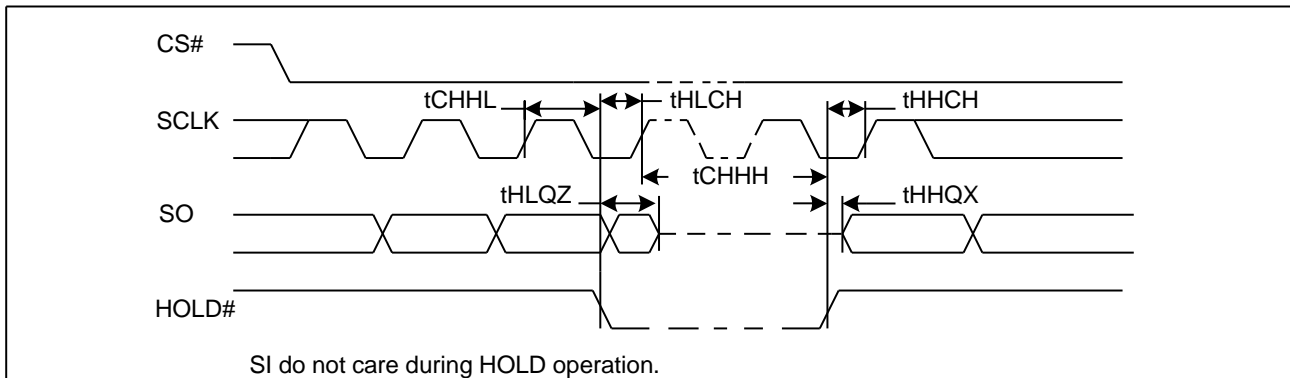 CS#
tCHHL
tHLCH
tHHCH
SCLK
tCHHH
tHLQZ
tHHQX
SO
HOLD#
SI do not care during HOLD operation.